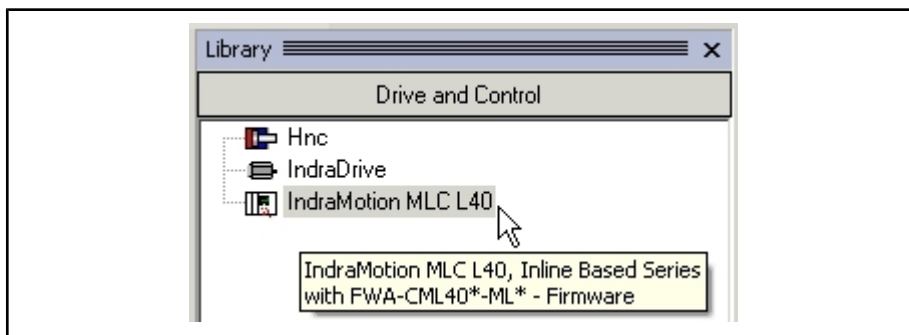 Library
Drive and Control
Hnc
IndraDrive
IndraMotion MLC L40
IndraMotion MLC L40, Inline Based Series
with FWA-CML40*-ML* - Firmware